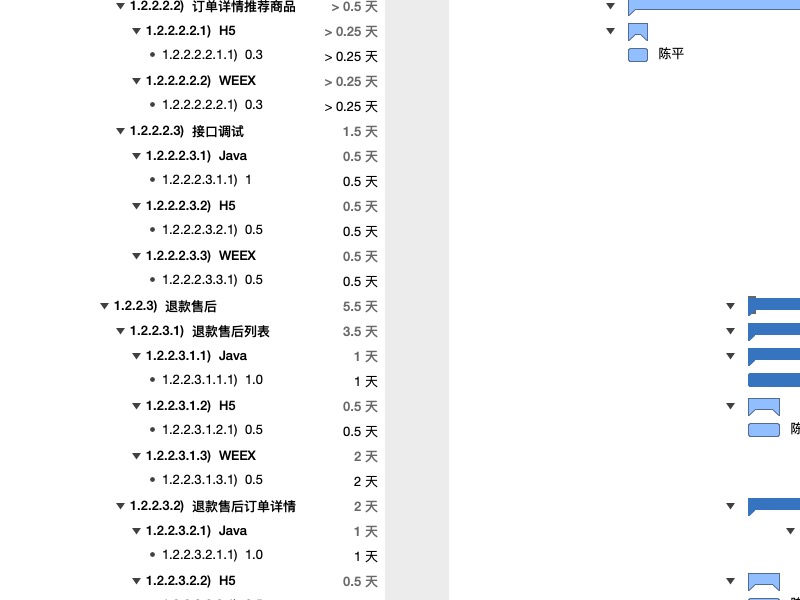 1.2.2.2.2) 订单详情推荐商品 > 0.5 天
1.2.2.2.2.1) H5 > 0.25 天
1.2.2.2.2.1.1) 0.3 > 0.25 天 陈平
1.2.2.2.2.2) WEEX > 0.25 天
1.2.2.2.2.2.1) 0.3 > 0.25 天
1.2.2.2.3) 接口调试 1.5 天
1.2.2.2.3.1) Java 0.5 天
1.2.2.2.3.1.1) 1 0.5 天
1.2.2.2.3.2) H5 0.5 天
1.2.2.2.3.2.1) 0.5 0.5 天
1.2.2.2.3.3) WEEX 0.5 天
1.2.2.2.3.3.1) 0.5 0.5 天
1.2.2.3) 退款售后 5.5 天
1.2.2.3.1) 退款售后列表 3.5 天
1.2.2.3.1.1) Java 1 天
1.2.2.3.1.1.1) 1.0 1 天
1.2.2.3.1.2) H5 0.5 天
1.2.2.3.1.2.1) 0.5 0.5 天
1.2.2.3.1.3) WEEX 2 天
1.2.2.3.1.3.1) 0.5 2 天
1.2.2.3.2) 退款售后订单详情 2 天
1.2.2.3.2.1) Java 1 天
1.2.2.3.2.1.1) 1.0 1 天
1.2.2.3.2.2) H5 0.5 天